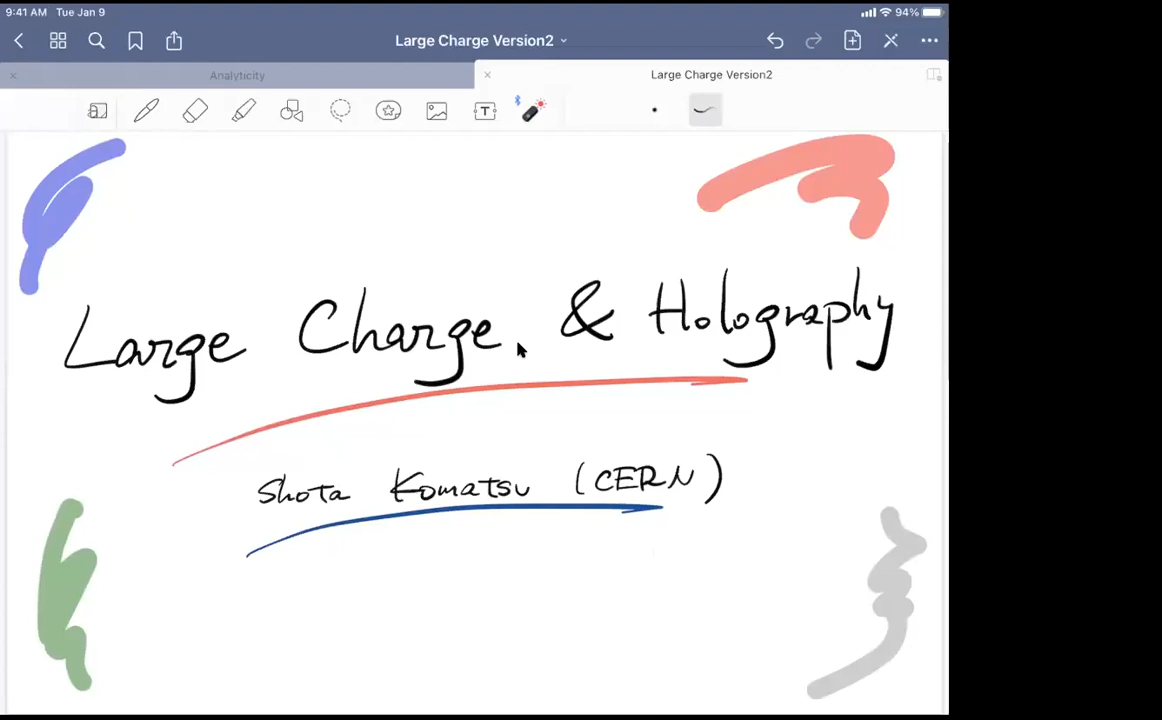 9:41 AM Tue Jan 9
94%
Large Charge Version2
Analyticity
Large Charge Version2
Large Charge. & Holography
Shota Komatsu (CERN)